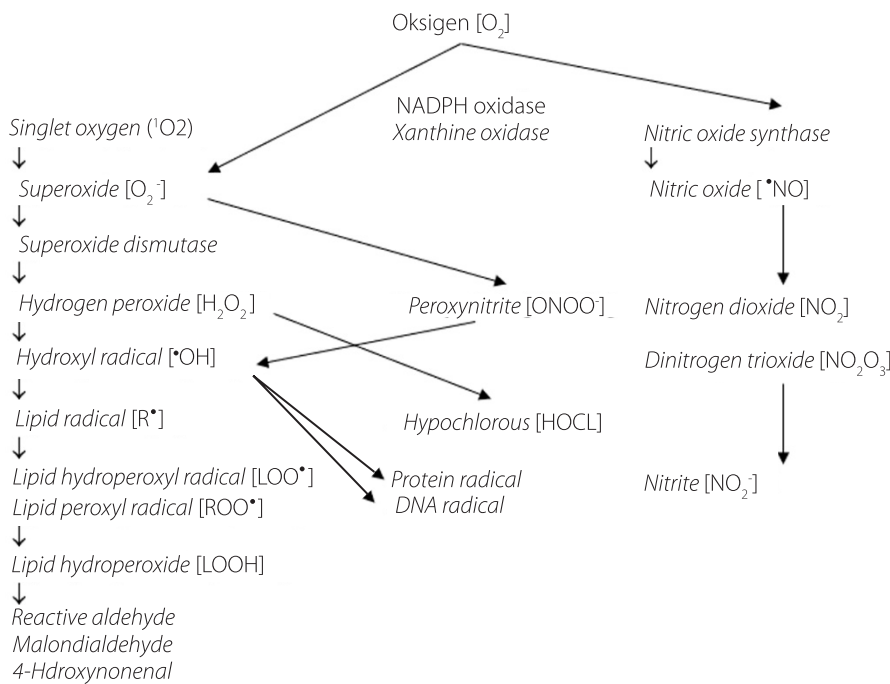 Oksigen [O₂]
NADPH oxidase
Xanthine oxidase
Singlet oxygen (¹O2)
Superoxide [O₂⁻]
Superoxide dismutase
Hydrogen peroxide [H₂O₂]
Hydroxyl radical [•OH]
Lipid radical [R•]
Lipid hydroperoxyl radical [LOO•]
Lipid peroxyl radical [ROO•]
Lipid hydroperoxide [LOOH]
Reactive aldehyde
Malondialdehyde
4-Hdroxynonenal
Peroxynitrite [ONOO⁻]
Hypochlorous [HOCL]
Protein radical
DNA radical
Nitric oxide synthase
Nitric oxide [•NO]
Nitrogen dioxide [NO₂]
Dinitrogen trioxide [NO₂O₃]
Nitrite [NO₂⁻]